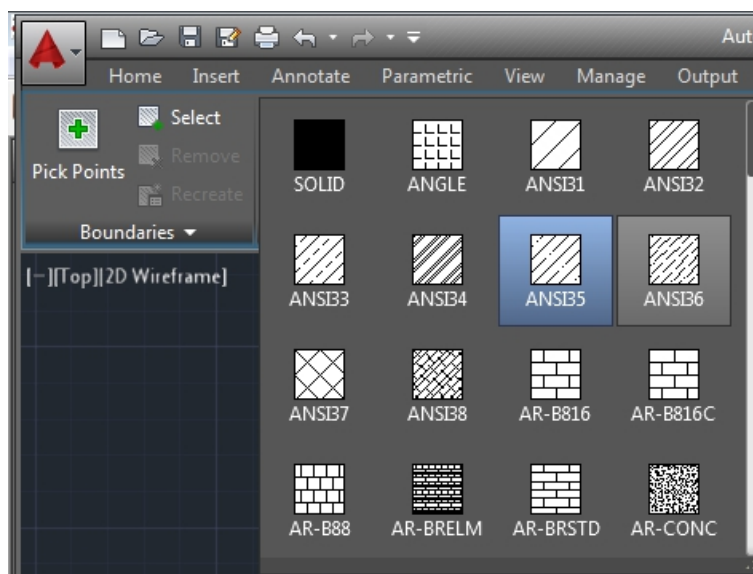 Aut
Home Insert Annotate Parametric View Manage Output
Select
Remove
Recreate
Pick Points
Boundaries
[−][Top][2D Wireframe]
SOLID ANGLE ANSI31 ANSI32
ANSI33 ANSI34 ANSI35 ANSI36
ANSI37 ANSI38 AR-B816 AR-B816C
AR-B88 AR-BRELM AR-BRSTD AR-CONC